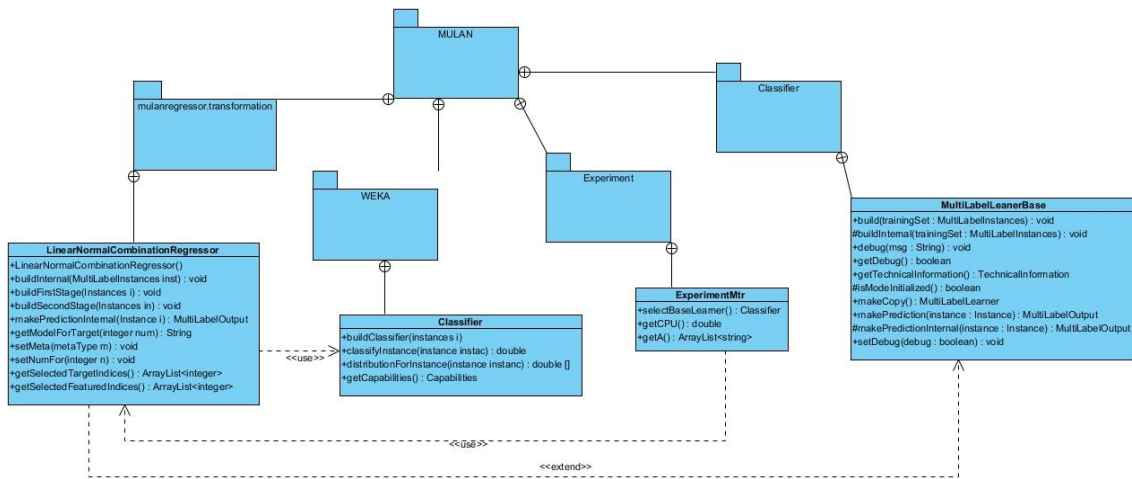 MULAN
mulanregressor.transformation
Classifier
WEKA
Experiment
LinearNormalCombinationRegressor
+LinearNormalCombinationRegressor()
+buildInternal(MultiLabelInstances inst) : void
+buildFirstStage(Instances i) : void
+buildSecondStage(Instances in) : void
+makePredictionInternal(Instance i) : MultiLabelOutput
+getModelForTarget(integer num) : String
+setMeta(metaType m) : void
+setNumFor(integer n) : void
+getSelectedTargetIndices() : ArrayList<integer>
+getSelectedFeaturedIndices() : ArrayList<integer>
<<use>>
Classifier
+buildClassifier(instances i)
+classifyInstance(instance instac) : double
+distributionForInstance(instance instanc) : double []
+getCapabilities() : Capabilities
ExperimentMtr
+selectBaseLearner() : Classifier
+getCPU() : double
+getA() : ArrayList<string>
MultiLabelLeanerBase
+build(trainingSet : MultiLabelInstances) : void
#buildInternal(trainingSet : MultiLabelInstances) : void
+debug(msg : String) : void
+getDebug() : boolean
+getTechnicalInformation() : TechnicalInformation
#isModeInitialized() : boolean
+makeCopy() : MultiLabelLearner
+makePrediction(instance : Instance) : MultiLabelOutput
#makePredictionInternal(instance : Instance) : MultiLabelOutput
+setDebug(debug : boolean) : void
<<use>>
<<extend>>